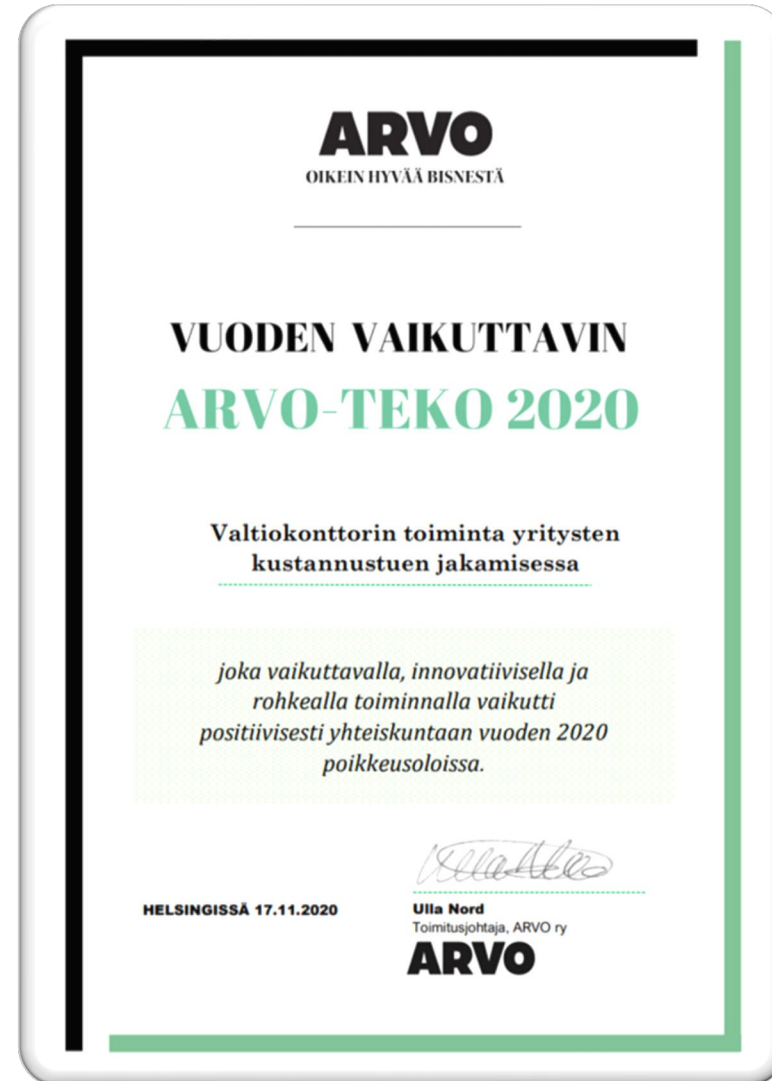 ARVO
OIKEIN HYVÄÄ BISNESTÄ
VUODEN VAIKUTTAVIN
ARVO-TEKO 2020
Valtiokonttorin toiminta yritysten
kustannustuen jakamisessa
joka vaikuttavalla, innovatiivisella ja
rohkealla toiminnalla vaikutti
positiivisesti yhteiskuntaan vuoden 2020
poikkeusoloissa.
HELSINGISSÄ 17.11.2020
Ulla Nord
Toimitusjohtaja, ARVO ry
ARVO